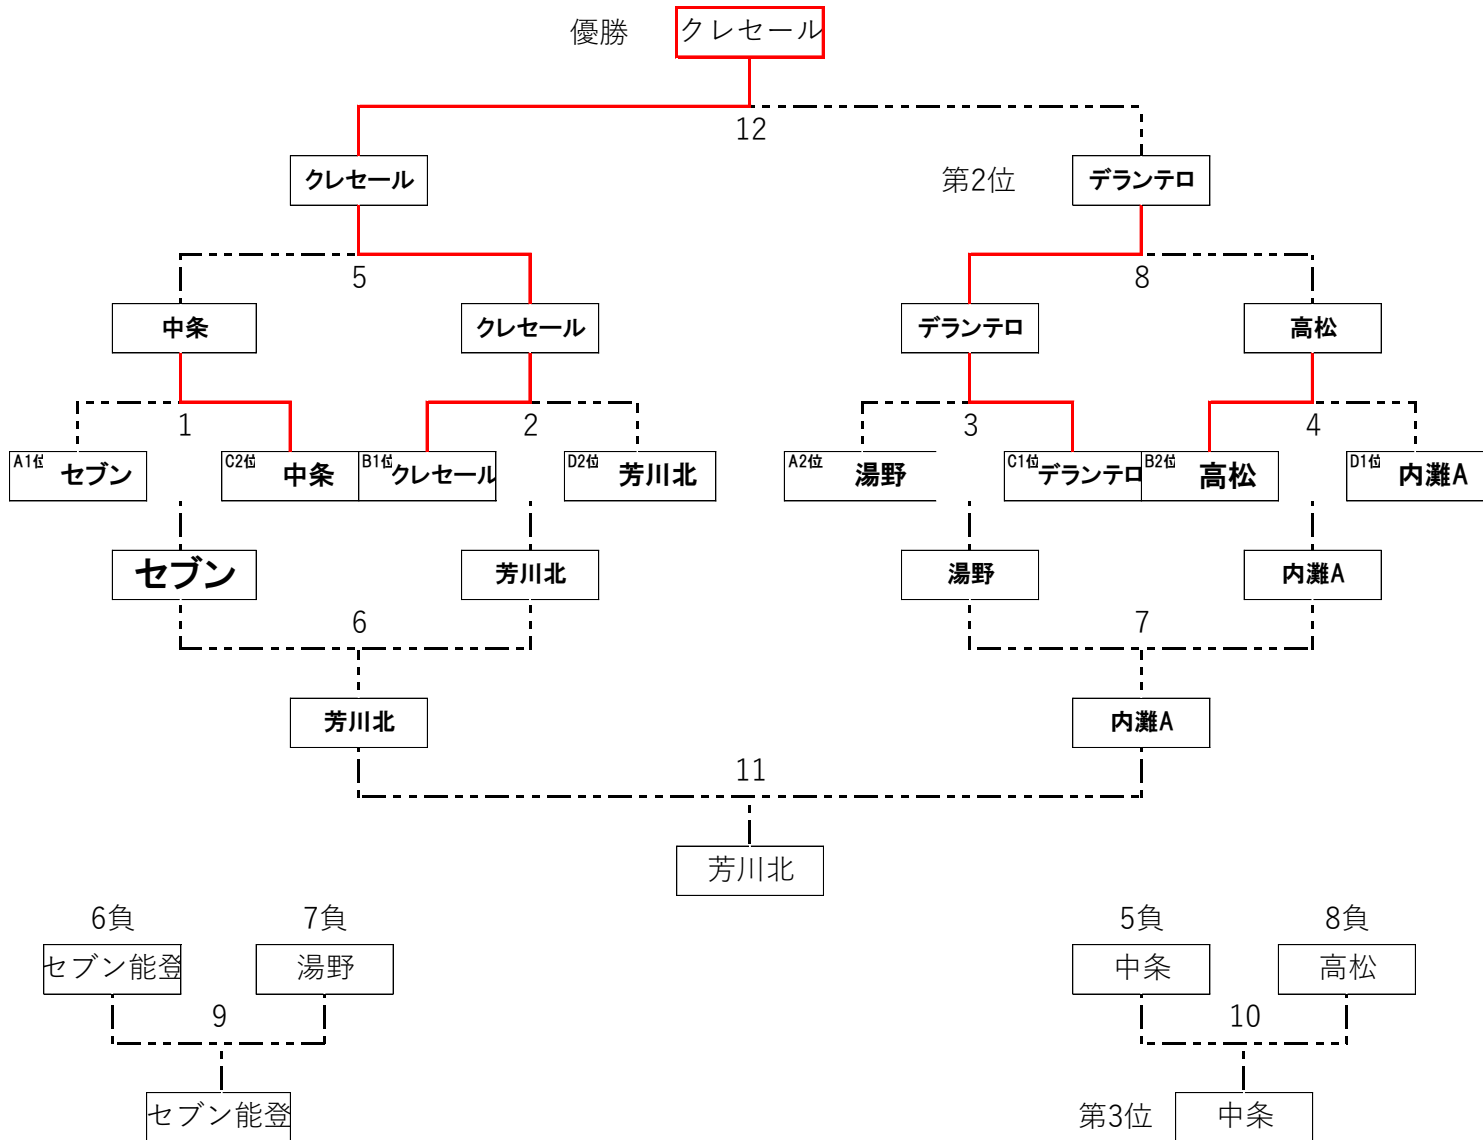 優勝 クレセール
12
クレセール 第2位 デランテロ
5 8
中条 クレセール デランテロ 高松
1 2 3 4
A1位 セブン C2位 中条 B1位 クレセール D2位 芳川北 A2位 湯野 C1位 デランテロ B2位 高松 D1位 内灘A
セブン 芳川北 湯野 内灘A
6 7
芳川北 内灘A
11
芳川北
6負 7負 5負 8負
セブン能登 湯野 中条 高松
9 10
セブン能登 第3位 中条